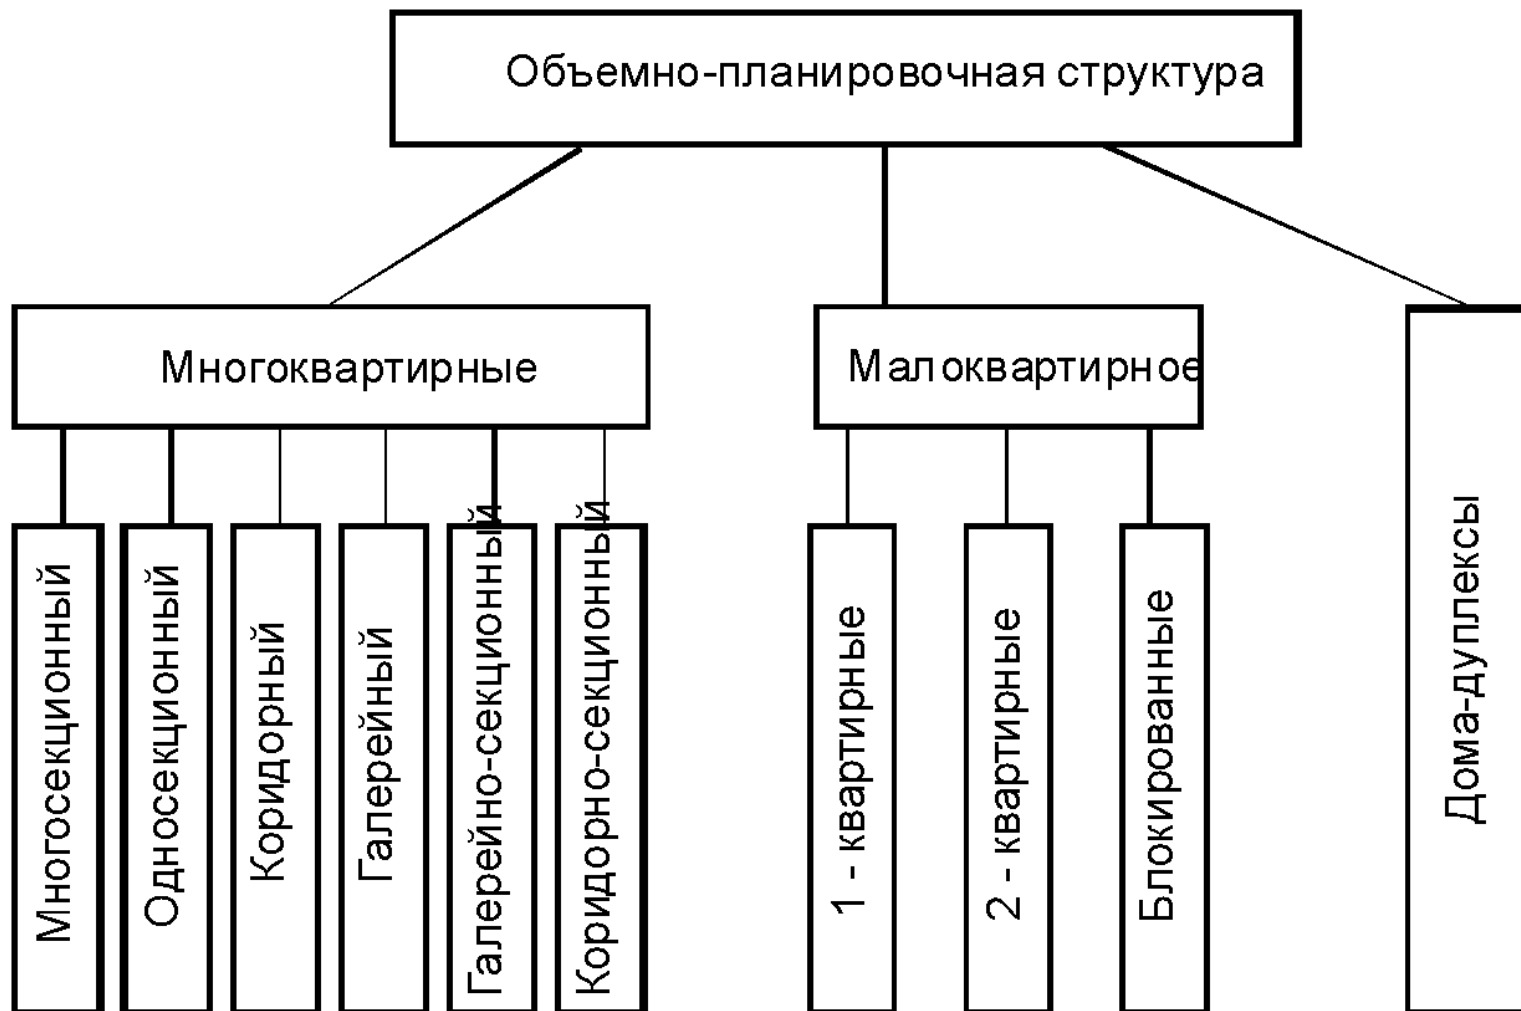 Объемно-планировочная структура
Многоквартирные
Малоквартирное
Многосекционный
Односекционный
Коридорный
Галерейный
Галерейно-секционный
Коридорно-секционный
1 - квартирные
2 - квартирные
Блокированные
Дома-дуплексы